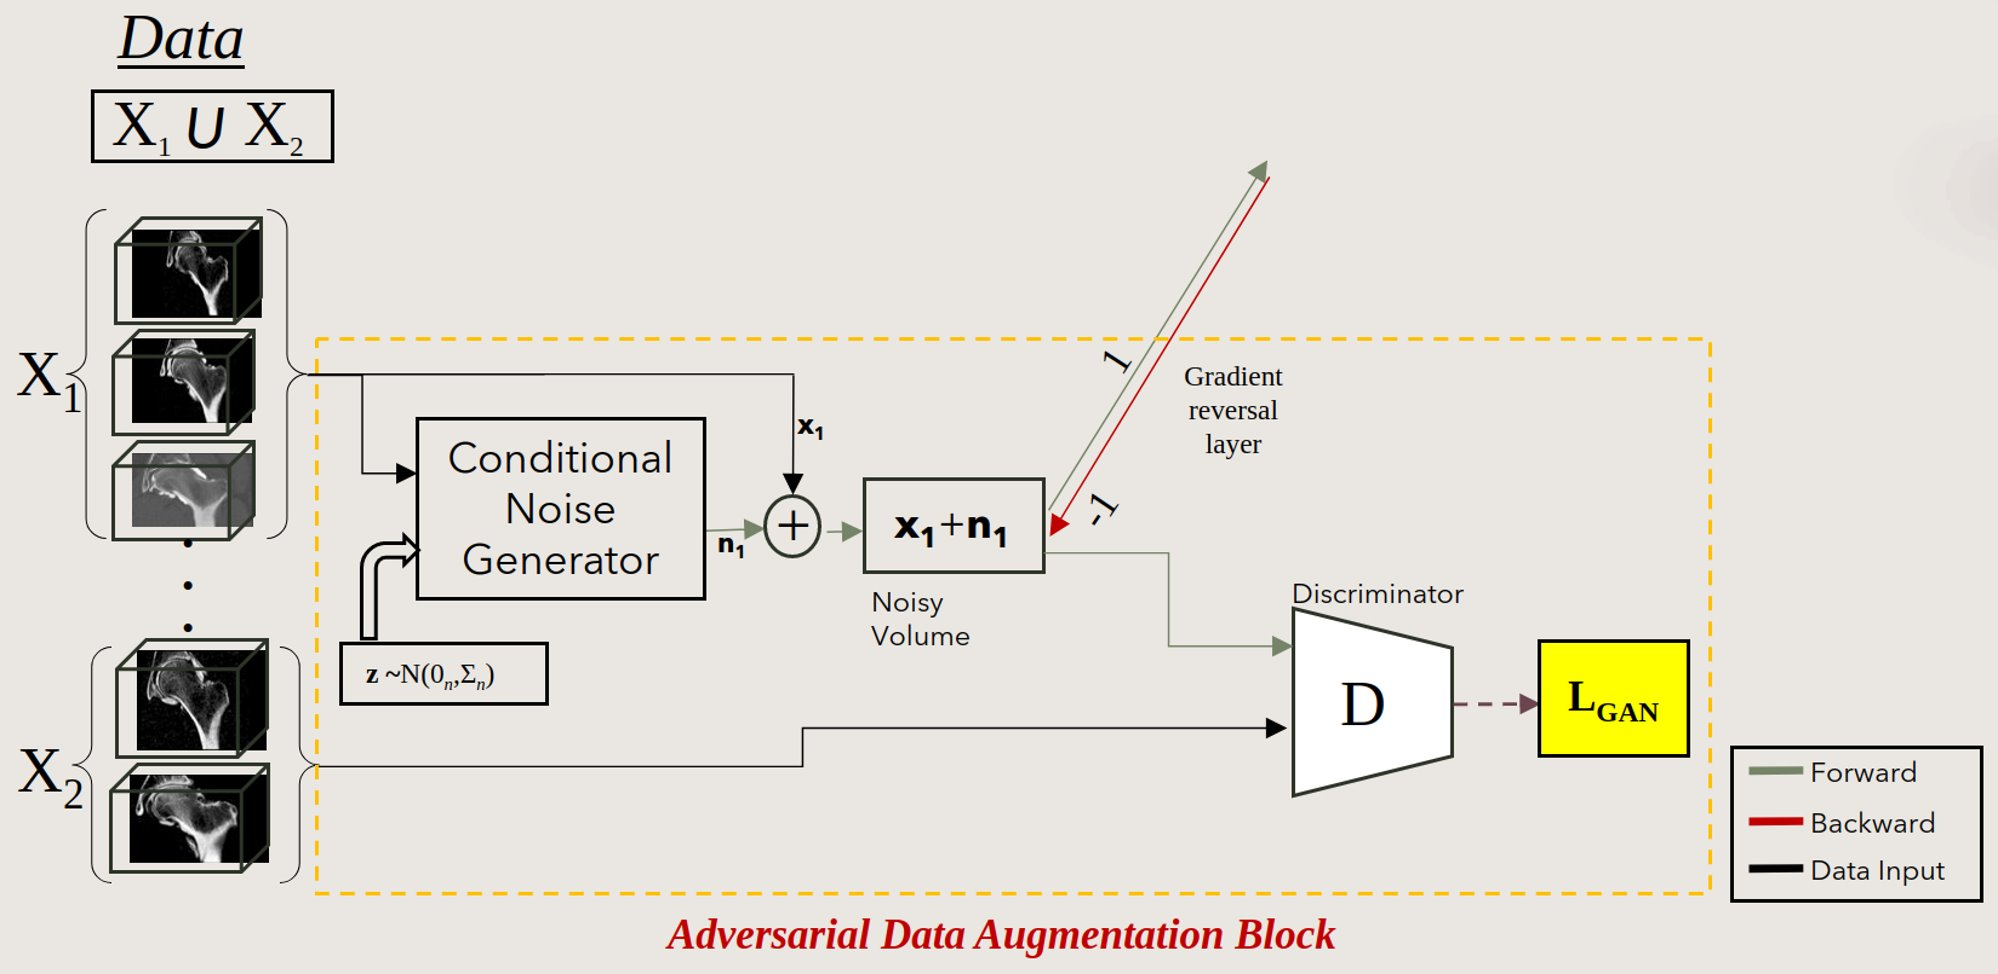 Data
X₁ ∪ X₂
X₁
X₂
Conditional
Noise
Generator
z ~N(0ₙ,Σₙ)
n₁
x₁
+
x₁+n₁
Noisy
Volume
1
-1
Gradient
reversal
layer
Discriminator
D
L_GAN
Forward
Backward
Data Input
Adversarial Data Augmentation Block